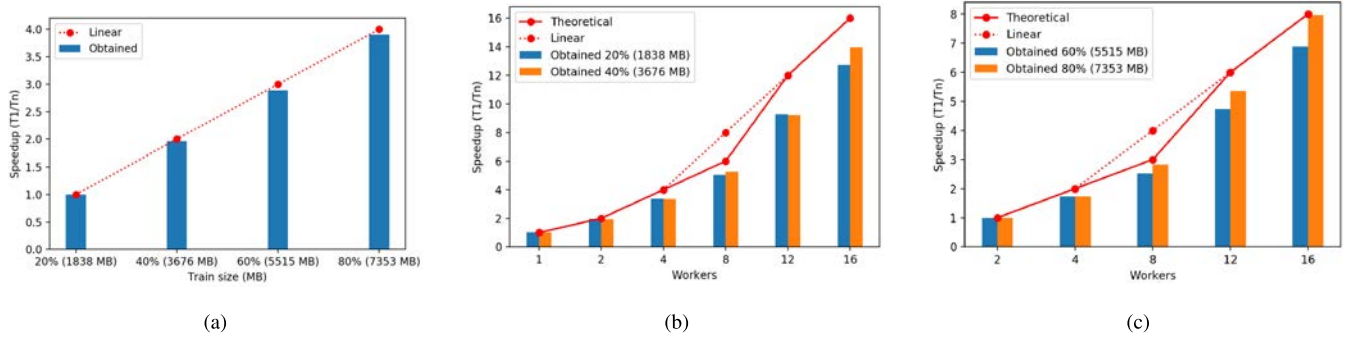 4.0
3.5
3.0
2.5
2.0
1.5
1.0
0.5
0.0
Speedup (T1/Tn)
Linear
Obtained
20% (1838 MB) 40% (3676 MB) 60% (5515 MB) 80% (7353 MB)
Train size (MB)
(a)
16
14
12
10
8
6
4
2
0
Speedup (T1/Tn)
Theoretical
Linear
Obtained 20% (1838 MB)
Obtained 40% (3676 MB)
1 2 4 8 12 16
Workers
(b)
8
7
6
5
4
3
2
1
0
Speedup (T1/Tn)
Theoretical
Linear
Obtained 60% (5515 MB)
Obtained 80% (7353 MB)
2 4 8 12 16
Workers
(c)